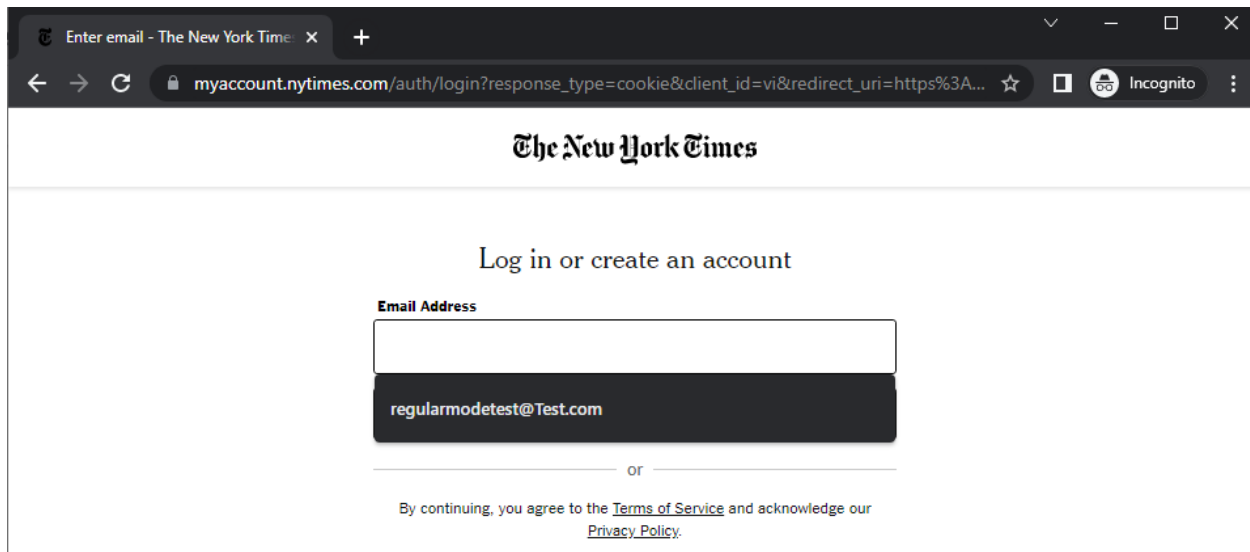 Enter email - The New York Time
myaccount.nytimes.com/auth/login?response_type=cookie&client_id=vi&redirect_uri=https%3A...
Incognito
The New York Times
Log in or create an account
Email Address
regularmodetest@Test.com
or
By continuing, you agree to the Terms of Service and acknowledge our
Privacy Policy.